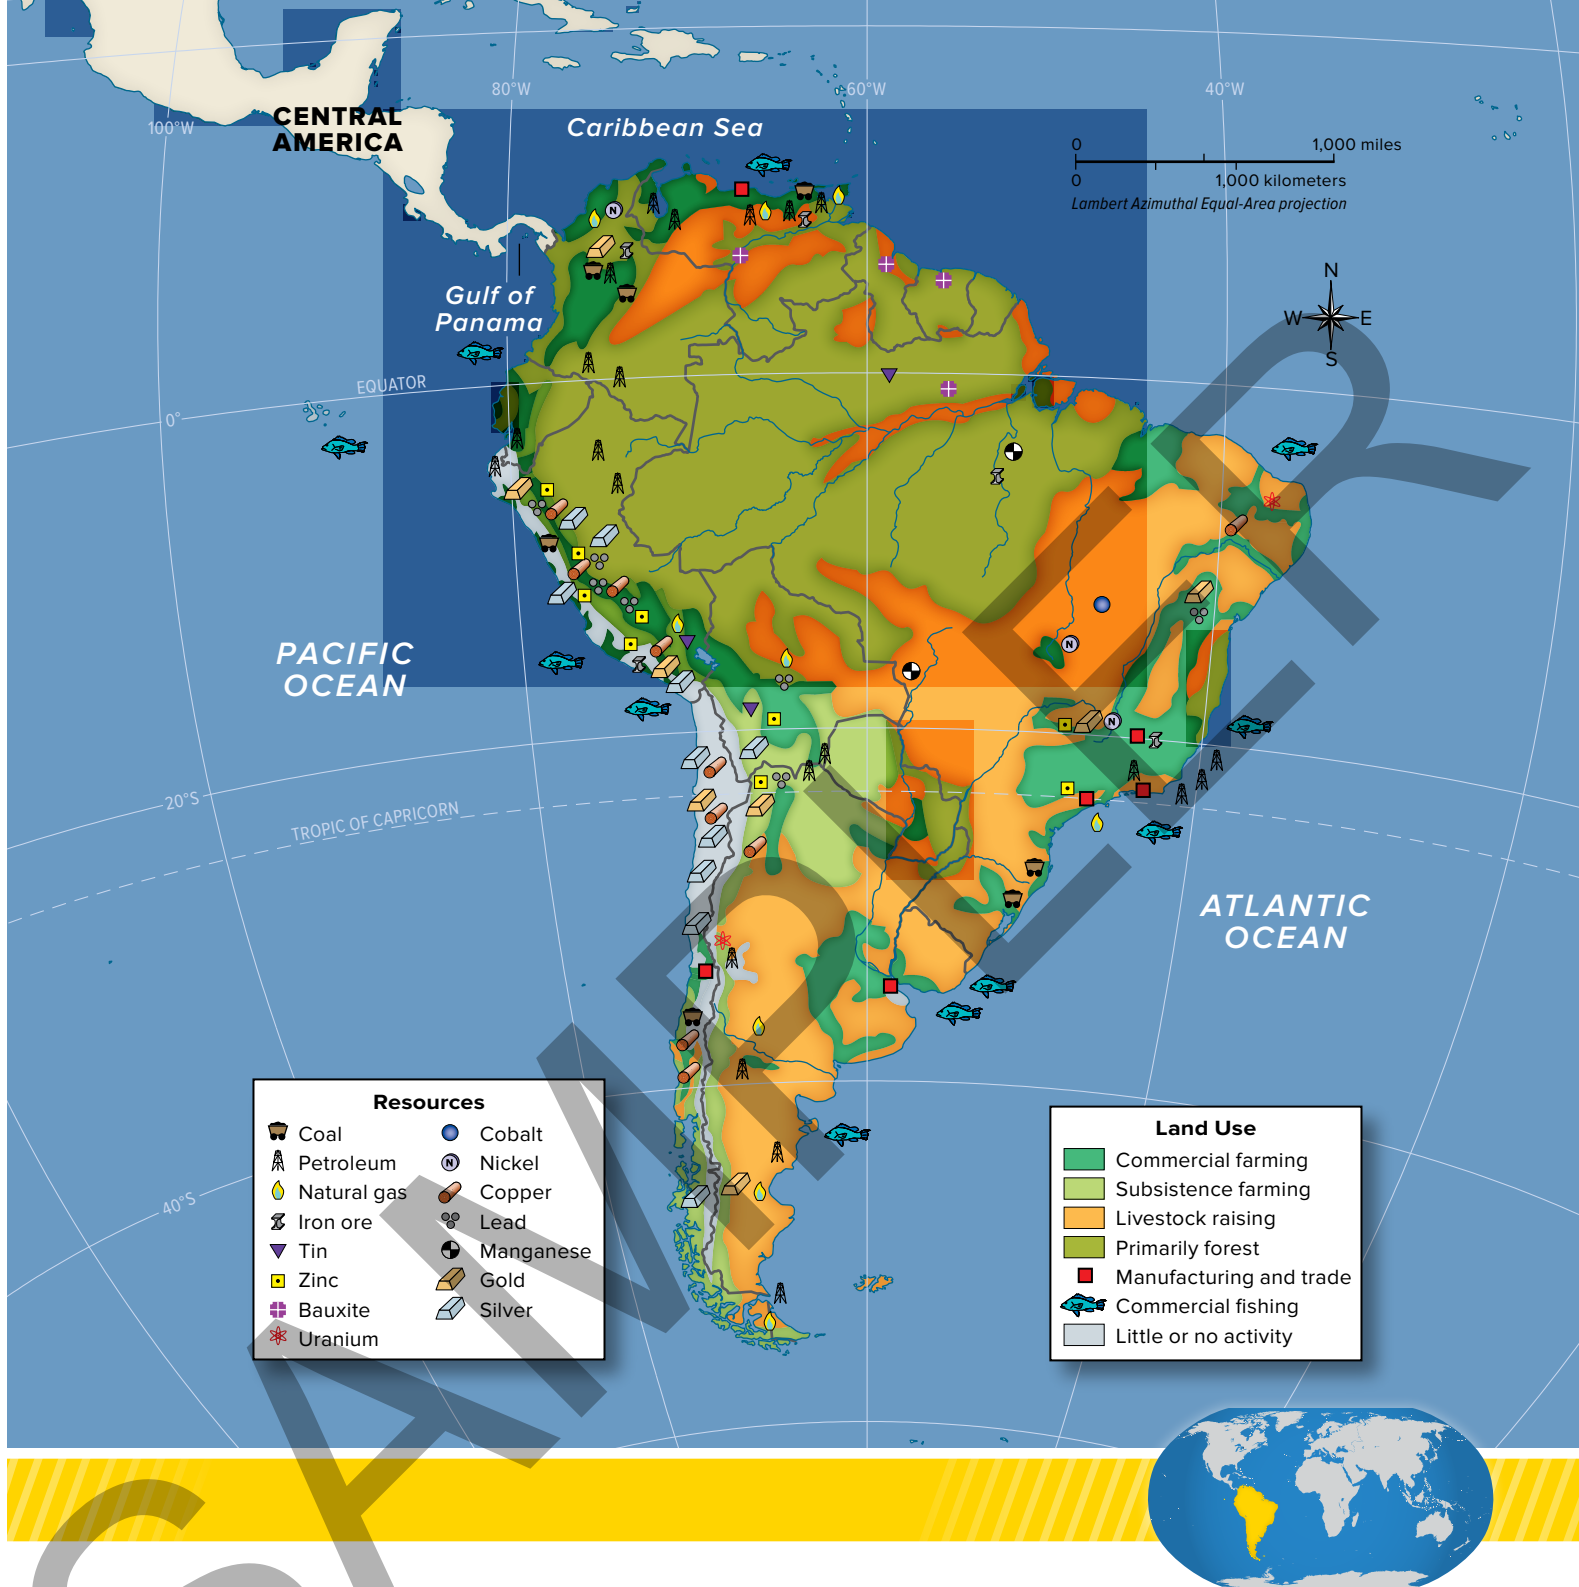 80°W
60°W
40°W
100°W
CENTRAL
AMERICA
Caribbean Sea
0
1,000 miles
0
1,000 kilometers
Lambert Azimuthal Equal-Area projection
N
W
E
S
Gulf of
Panama
EQUATOR
0°
N
PACIFIC
OCEAN
N
N
20°S
TROPIC OF CAPRICORN
ATLANTIC
OCEAN
40°S
Resources
Coal
Petroleum
Natural gas
Iron ore
Tin
Zinc
Bauxite
Uranium
Cobalt
N
Nickel
Copper
Lead
Manganese
Gold
Silver
Land Use
Commercial farming
Subsistence farming
Livestock raising
Primarily forest
Manufacturing and trade
Commercial fishing
Little or no activity
SAMPLER